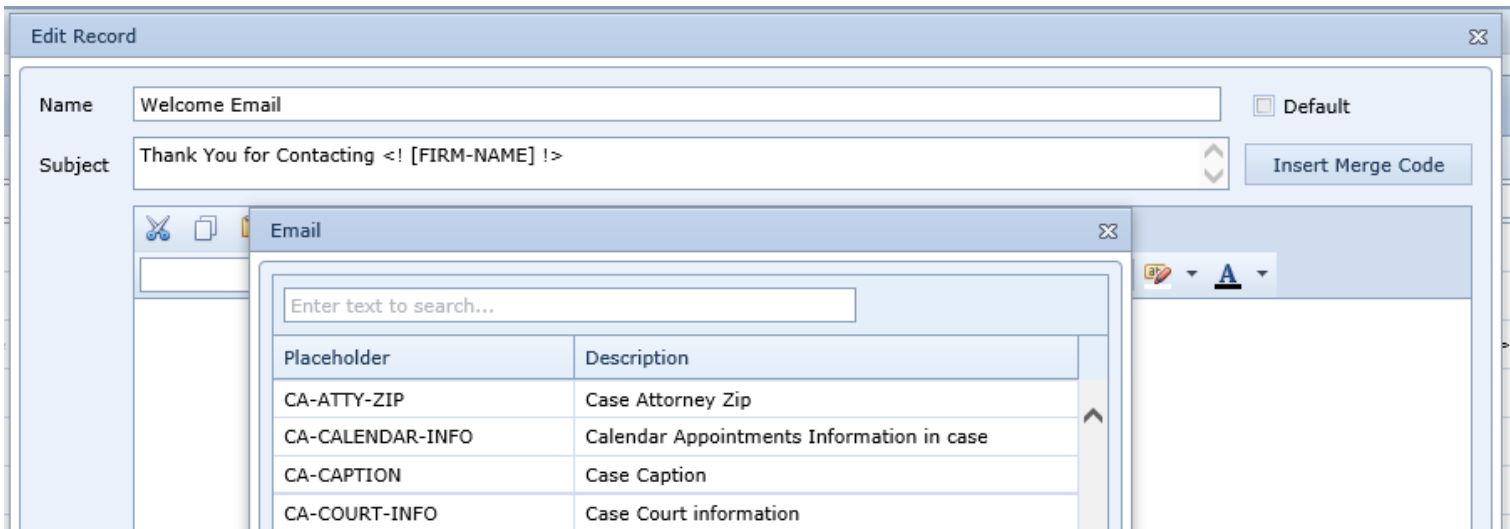 Edit Record
Name Welcome Email Default
Subject Thank You for Contacting <! [FIRM-NAME] !> Insert Merge Code
Email
A
Enter text to search...
Placeholder Description
CA-ATTY-ZIP Case Attorney Zip
CA-CALENDAR-INFO Calendar Appointments Information in case
CA-CAPTION Case Caption
CA-COURT-INFO Case Court information